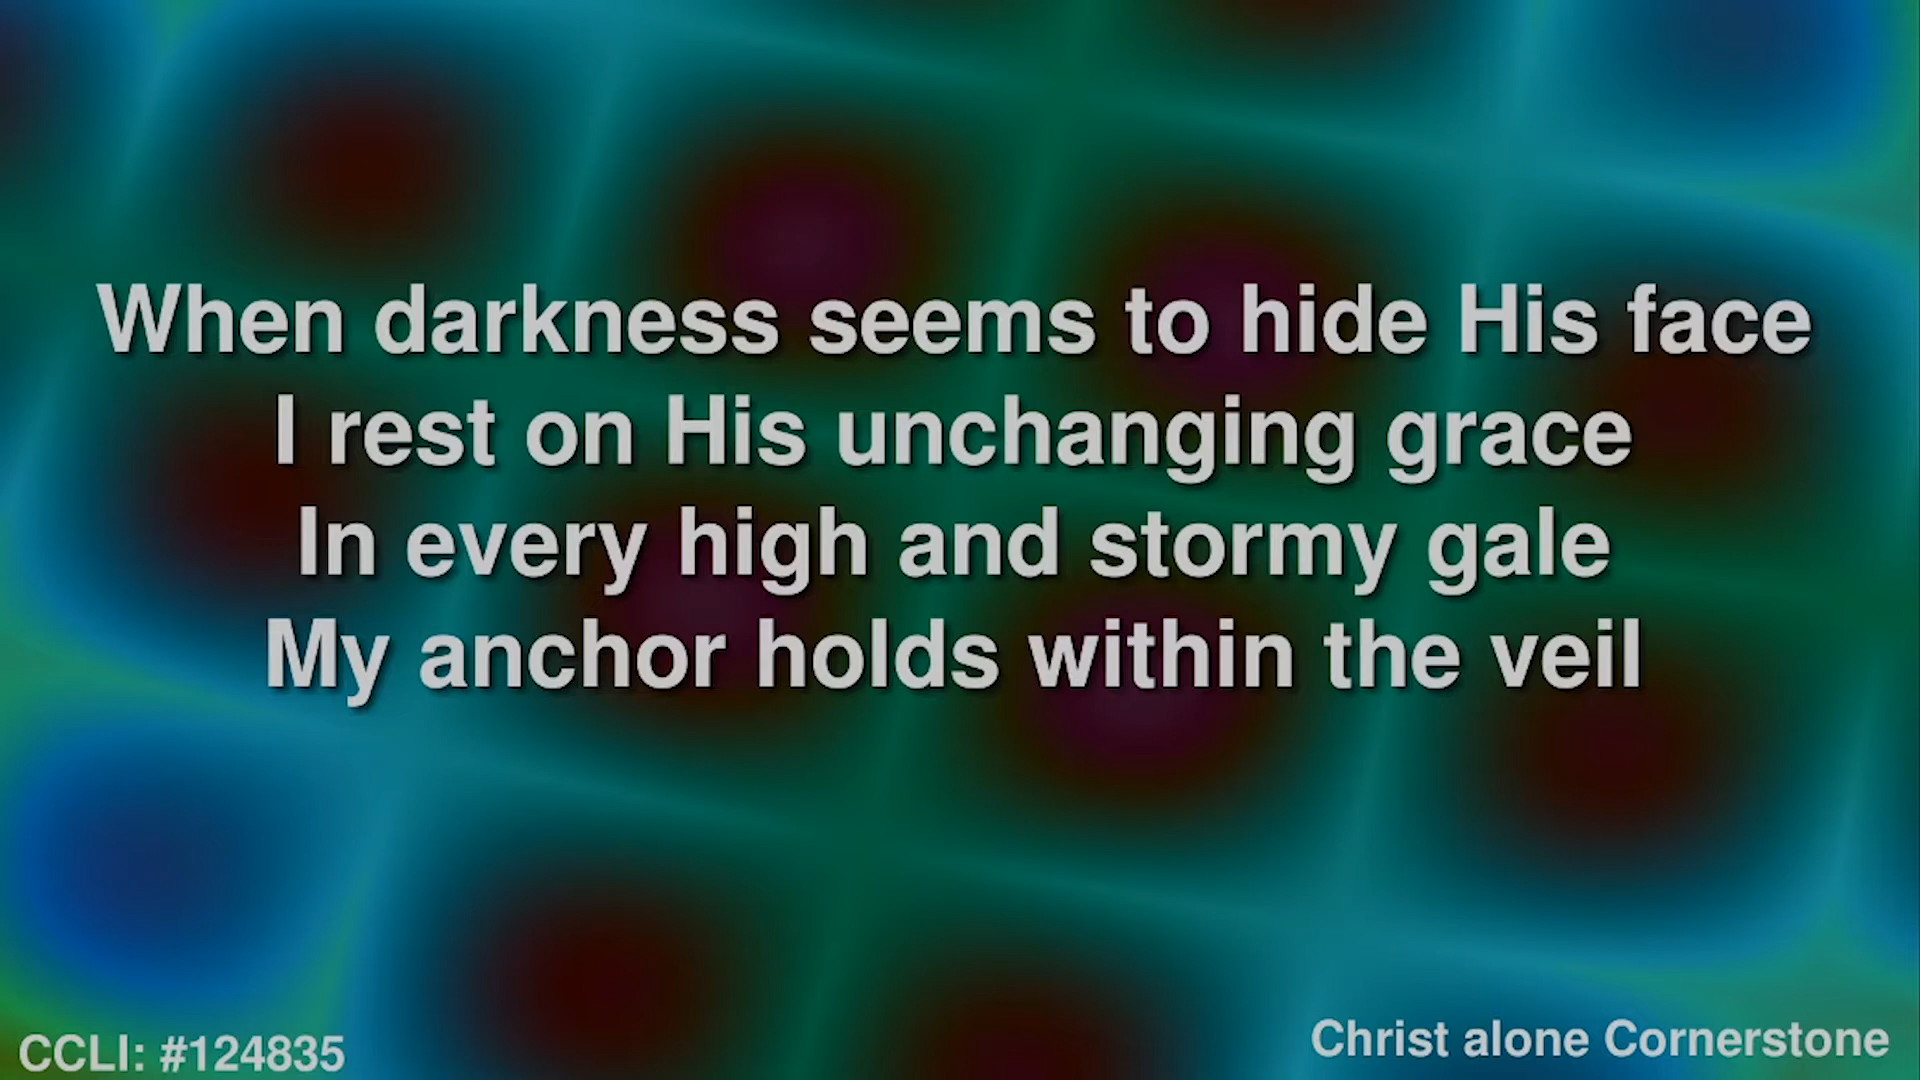 When darkness seems to hide His face
I rest on His unchanging grace
In every high and stormy gale
My anchor holds within the veil
CCLI: #124835
Christ alone Cornerstone